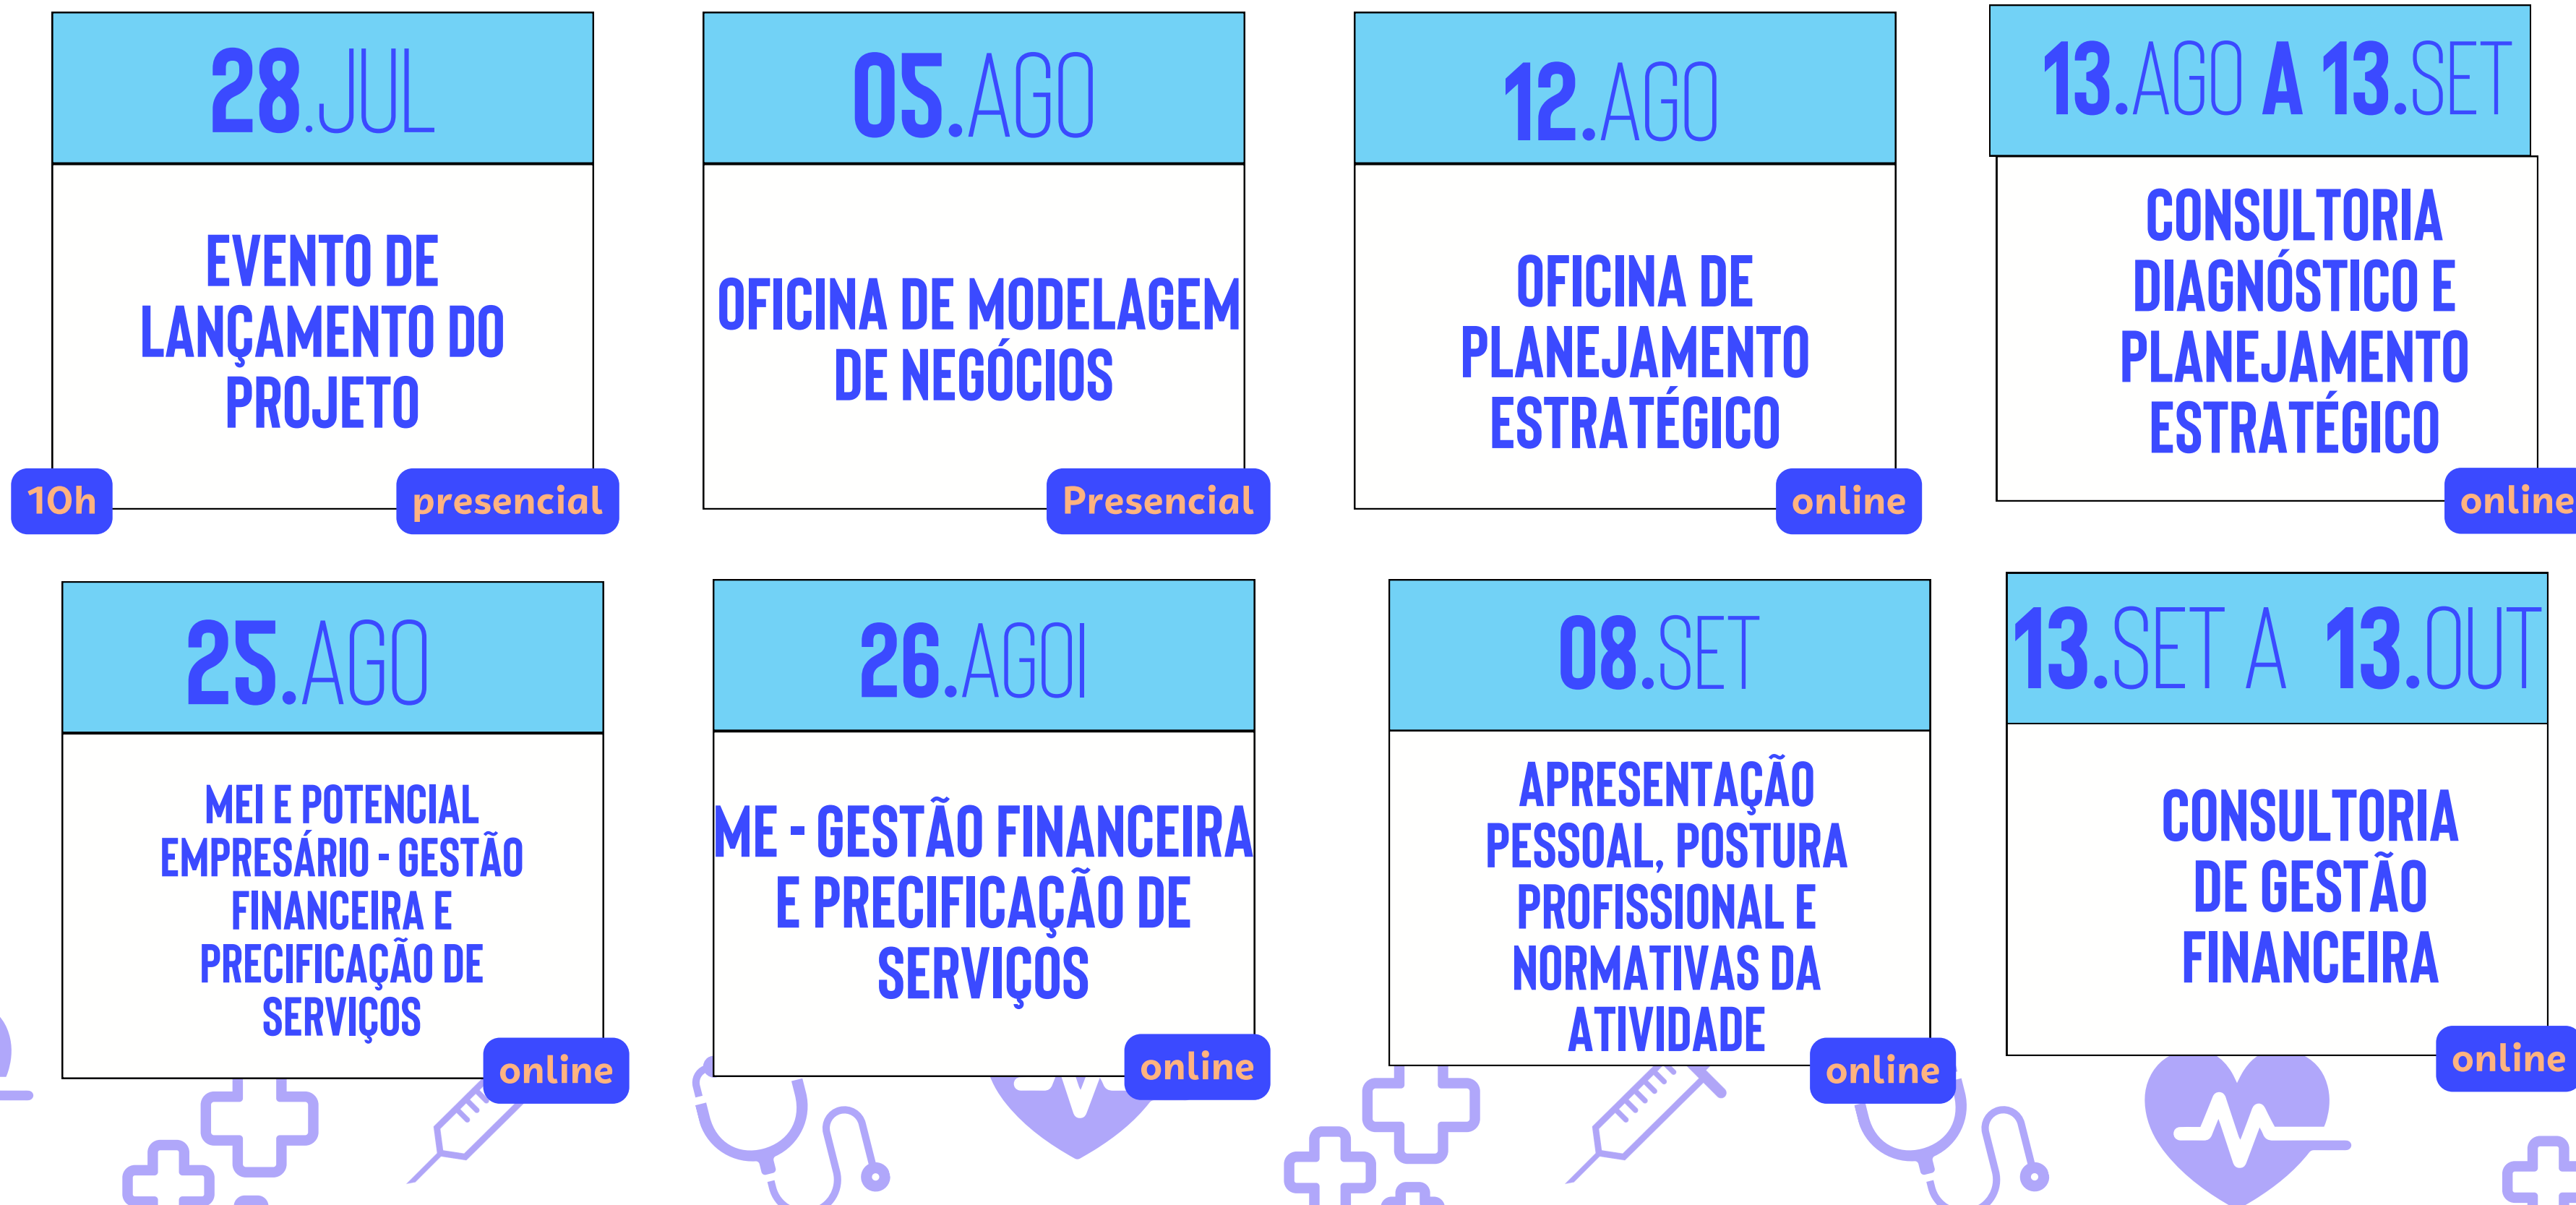 28.JUL
EVENTO DE
LANÇAMENTO DO
PROJETO
10h
presencial
05.AGO
OFICINA DE MODELAGEM
DE NEGÓCIOS
Presencial
12.AGO
OFICINA DE
PLANEJAMENTO
ESTRATÉGICO
online
13.AGO A 13.SET
CONSULTORIA
DIAGNÓSTICO E
PLANEJAMENTO
ESTRATÉGICO
online
25.AGO
MEI E POTENCIAL
EMPRESÁRIO - GESTÃO
FINANCEIRA E
PRECIFICAÇÃO DE
SERVIÇOS
online
26.AGOI
ME - GESTÃO FINANCEIRA
E PRECIFICAÇÃO DE
SERVIÇOS
online
08.SET
APRESENTAÇÃO
PESSOAL, POSTURA
PROFISSIONAL E
NORMATIVAS DA
ATIVIDADE
online
13.SET A 13.OUT
CONSULTORIA
DE GESTÃO
FINANCEIRA
online